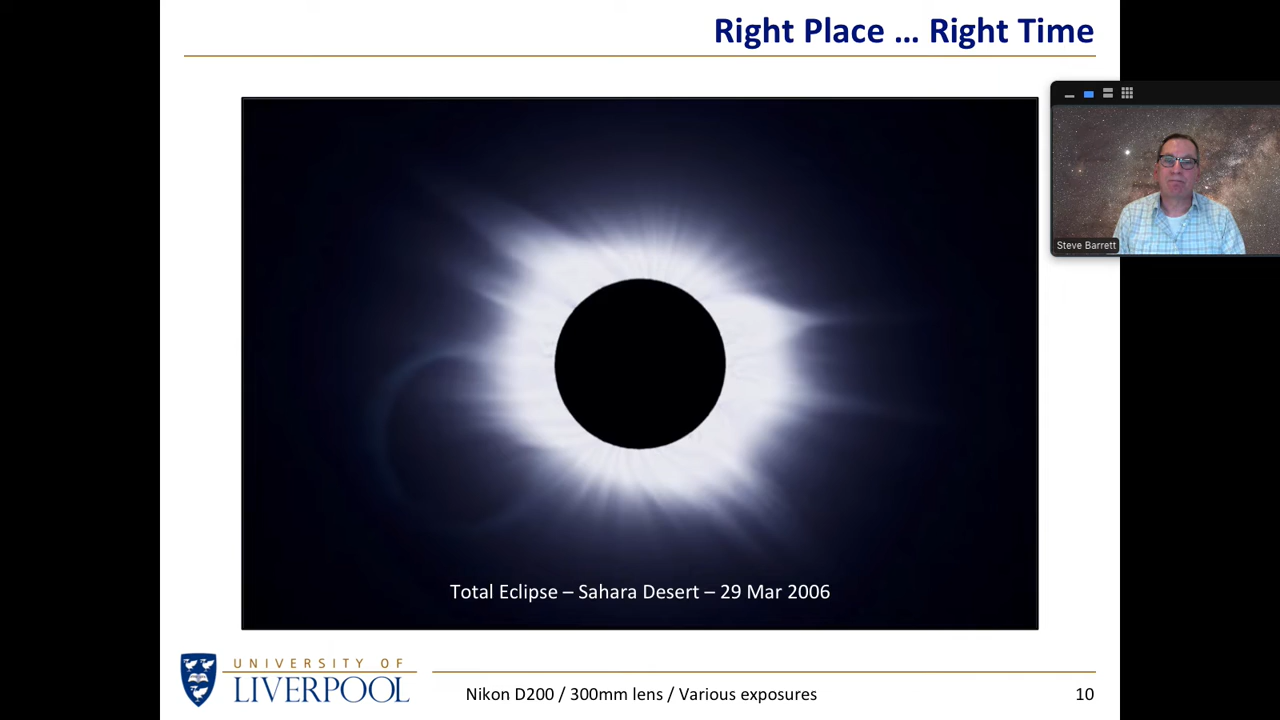 Right Place … Right Time
Steve Barrett
Total Eclipse – Sahara Desert – 29 Mar 2006
UNIVERSITY OF
LIVERPOOL
Nikon D200 / 300mm lens / Various exposures
10